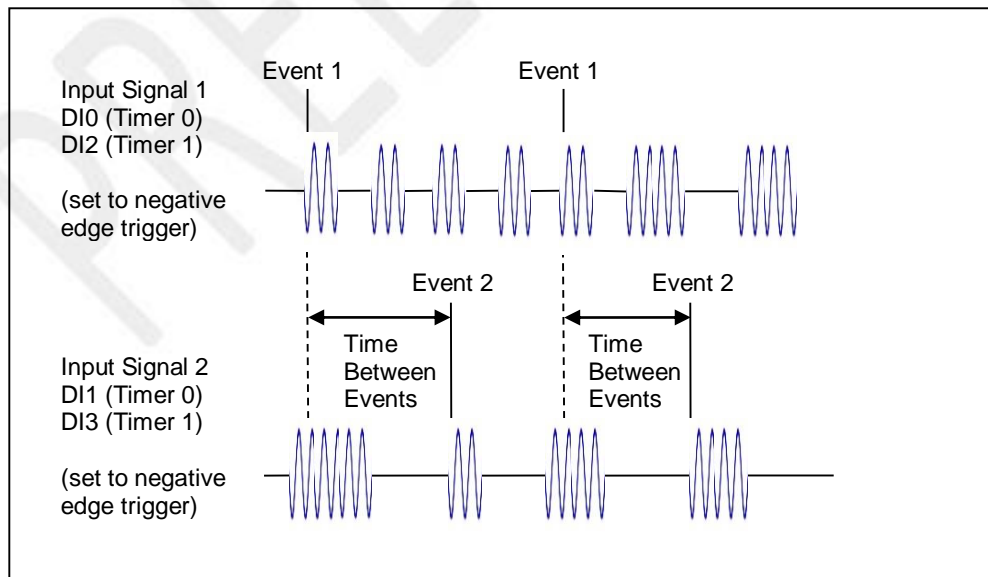 Event 1
Event 1
Input Signal 1
DI0 (Timer 0)
DI2 (Timer 1)
(set to negative
edge trigger)
Event 2
Event 2
Time
Between
Events
Time
Between
Events
Input Signal 2
DI1 (Timer 0)
DI3 (Timer 1)
(set to negative
edge trigger)